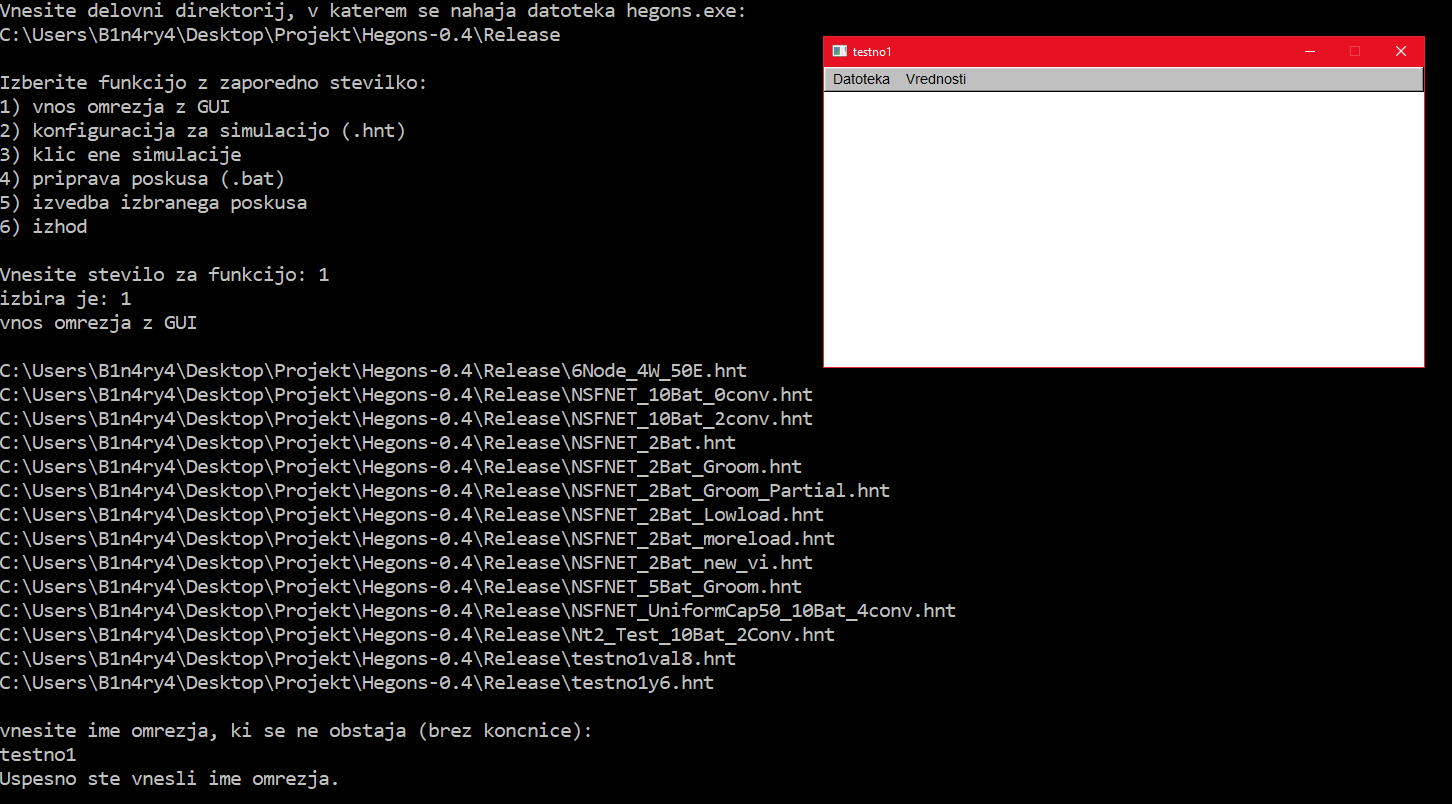 Vnesite delovni direktorij, v katerem se nahaja datoteka hegons.exe:
C:\Users\B1n4ry4\Desktop\Projekt\Hegons-0.4\Release
Izberite funkcijo z zaporedno stevilko:
1) vnos omrezja z GUI
2) konfiguracija za simulacijo (.hnt)
3) klic ene simulacije
4) priprava poskusa (.bat)
5) izvedba izbranega poskusa
6) izhod
Vnesite stevilo za funkcijo: 1
izbira je: 1
vnos omrezja z GUI
C:\Users\B1n4ry4\Desktop\Projekt\Hegons-0.4\Release\6Node_4W_50E.hnt
C:\Users\B1n4ry4\Desktop\Projekt\Hegons-0.4\Release\NSFNET_10Bat_0conv.hnt
C:\Users\B1n4ry4\Desktop\Projekt\Hegons-0.4\Release\NSFNET_10Bat_2conv.hnt
C:\Users\B1n4ry4\Desktop\Projekt\Hegons-0.4\Release\NSFNET_2Bat.hnt
C:\Users\B1n4ry4\Desktop\Projekt\Hegons-0.4\Release\NSFNET_2Bat_Groom.hnt
C:\Users\B1n4ry4\Desktop\Projekt\Hegons-0.4\Release\NSFNET_2Bat_Groom_Partial.hnt
C:\Users\B1n4ry4\Desktop\Projekt\Hegons-0.4\Release\NSFNET_2Bat_Lowload.hnt
C:\Users\B1n4ry4\Desktop\Projekt\Hegons-0.4\Release\NSFNET_2Bat_moreload.hnt
C:\Users\B1n4ry4\Desktop\Projekt\Hegons-0.4\Release\NSFNET_2Bat_new_vi.hnt
C:\Users\B1n4ry4\Desktop\Projekt\Hegons-0.4\Release\NSFNET_5Bat_Groom.hnt
C:\Users\B1n4ry4\Desktop\Projekt\Hegons-0.4\Release\NSFNET_UniformCap50_10Bat_4conv.hnt
C:\Users\B1n4ry4\Desktop\Projekt\Hegons-0.4\Release\Nt2_Test_10Bat_2Conv.hnt
C:\Users\B1n4ry4\Desktop\Projekt\Hegons-0.4\Release\testno1val8.hnt
C:\Users\B1n4ry4\Desktop\Projekt\Hegons-0.4\Release\testno1y6.hnt
vnesite ime omrezja, ki se ne obstaja (brez koncnice):
testno1
Uspesno ste vnesli ime omrezja.
testno1
Datoteka Vrednosti